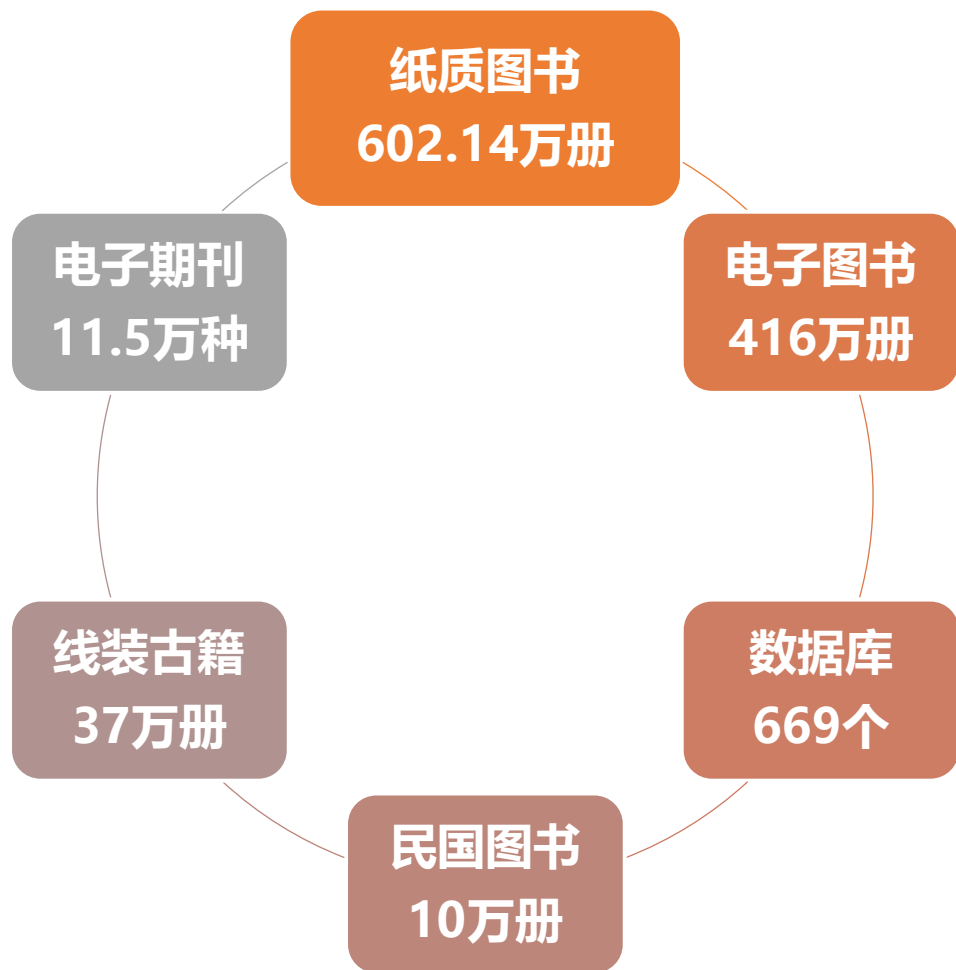 纸质图书
602.14万册
电子图书
416万册
数据库
669个
民国图书
10万册
线装古籍
37万册
电子期刊
11.5万种